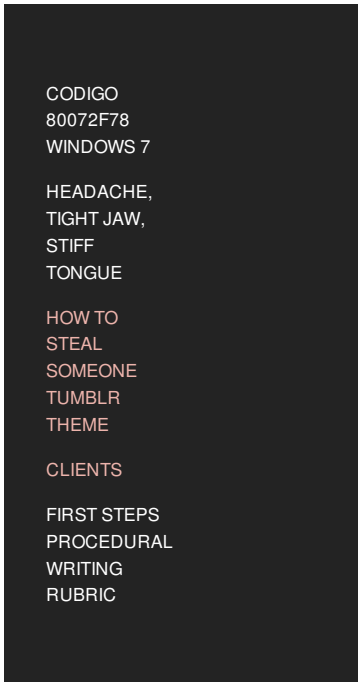 CODIGO
80072F78
WINDOWS 7
HEADACHE,
TIGHT JAW,
STIFF
TONGUE
HOW TO
STEAL
SOMEONE
TUMBLR
THEME
CLIENTS
FIRST STEPS
PROCEDURAL
WRITING
RUBRIC